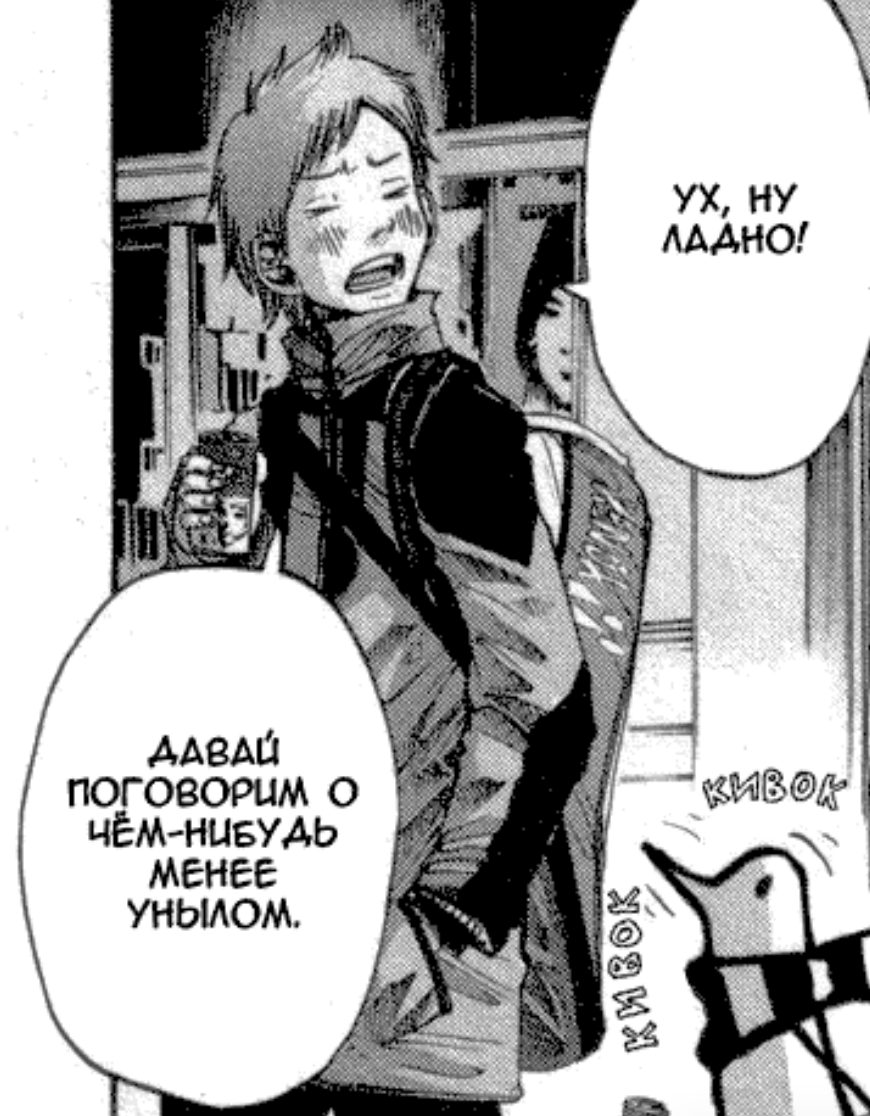 УХ, НУ
ЛАДНО!
ДАВАЙ
ПОГОВОРИМ О
ЧЁМ-НИБУДЬ
МЕНЕЕ
УНЫЛОМ.
КИВОК
КИВОК